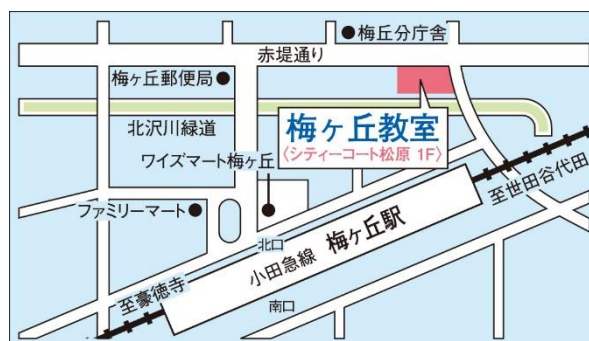 梅丘分庁舎
赤堤通り
梅ヶ丘郵便局
北沢川緑道
梅ヶ丘教室
〈シティーコート松原 1F〉
ワイズマート梅ヶ丘
至世田谷代田
ファミリーマート
北口
小田急線 梅ヶ丘駅
至豪徳寺
南口